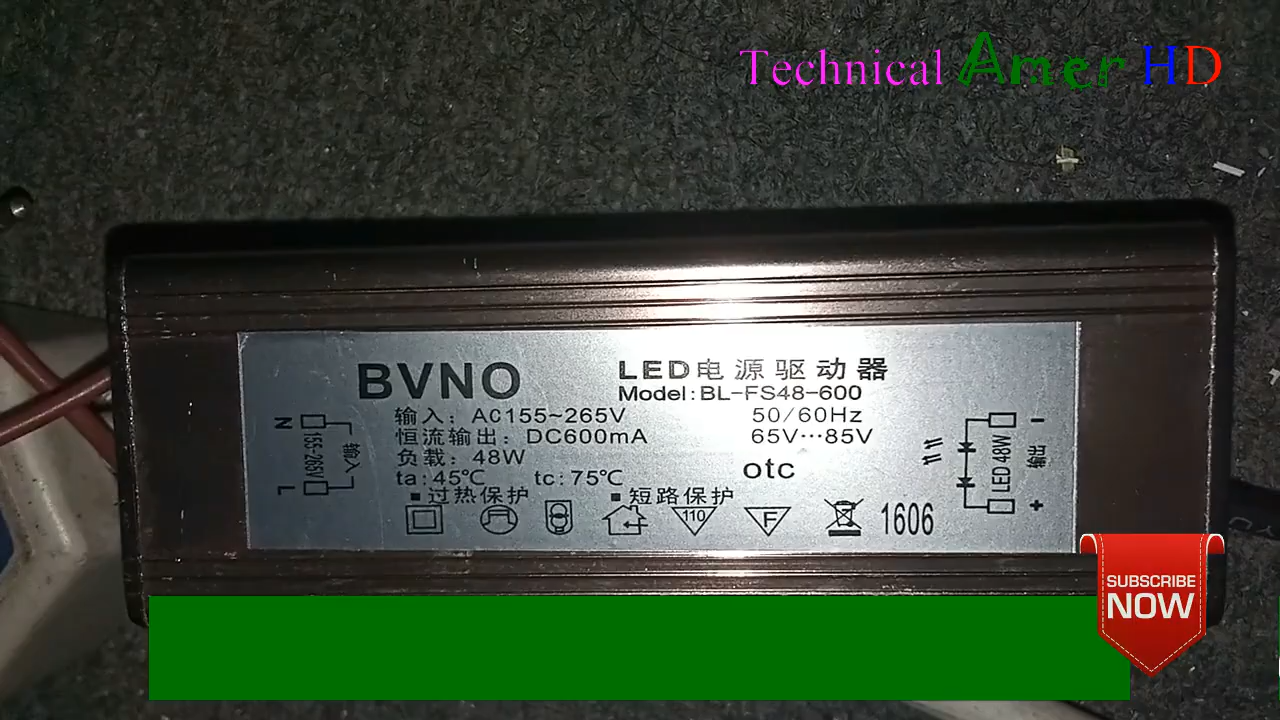 Technical Amer HD
BVNO
LED电源驱动器
Model:BL-FS48-600
输入: AC155~265V 50/60Hz
恒流输出: DC600mA 65V…85V
负载: 48W
ta:45℃ tc:75℃ otc
■过热保护 ■短路保护
N
155-265V
输入
L
110
F
1606
LED 48W
输出
−
+
SUBSCRIBE
NOW